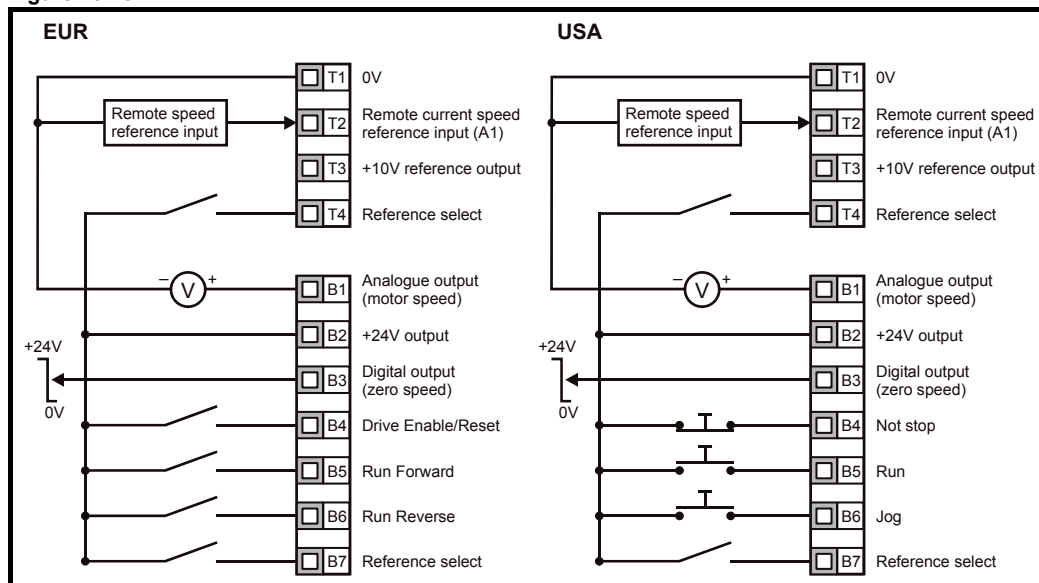 EUR
T1 0V
Remote speed
reference input
T2 Remote current speed
reference input (A1)
T3 +10V reference output
T4 Reference select
– V +
B1 Analogue output
(motor speed)
B2 +24V output
+24V
0V
B3 Digital output
(zero speed)
B4 Drive Enable/Reset
B5 Run Forward
B6 Run Reverse
B7 Reference select
USA
T1 0V
Remote speed
reference input
T2 Remote current speed
reference input (A1)
T3 +10V reference output
T4 Reference select
– V +
B1 Analogue output
(motor speed)
B2 +24V output
+24V
0V
B3 Digital output
(zero speed)
B4 Not stop
B5 Run
B6 Jog
B7 Reference select